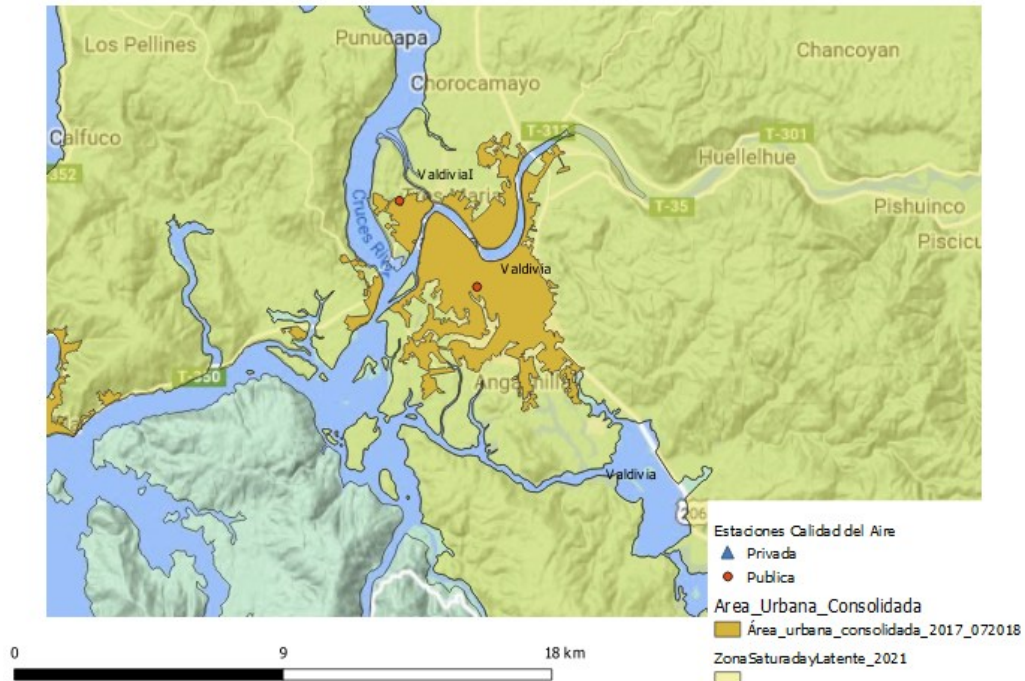 Los Pellines
Punucapa
Chancoyan
Chorocamayo
Calfuco
T-301
Huellelhue
352
ValdiviaI
T-35
Pishuinco
Cruces River
Piscicu
Valdivia
T-350
Valdivia
206
Estaciones Calidad del Aire
Privada
Publica
Area_Urbana_Consolidada
Área_urbana_consolidada_2017_072018
ZonaSaturadayLatente_2021
0 9 18 km